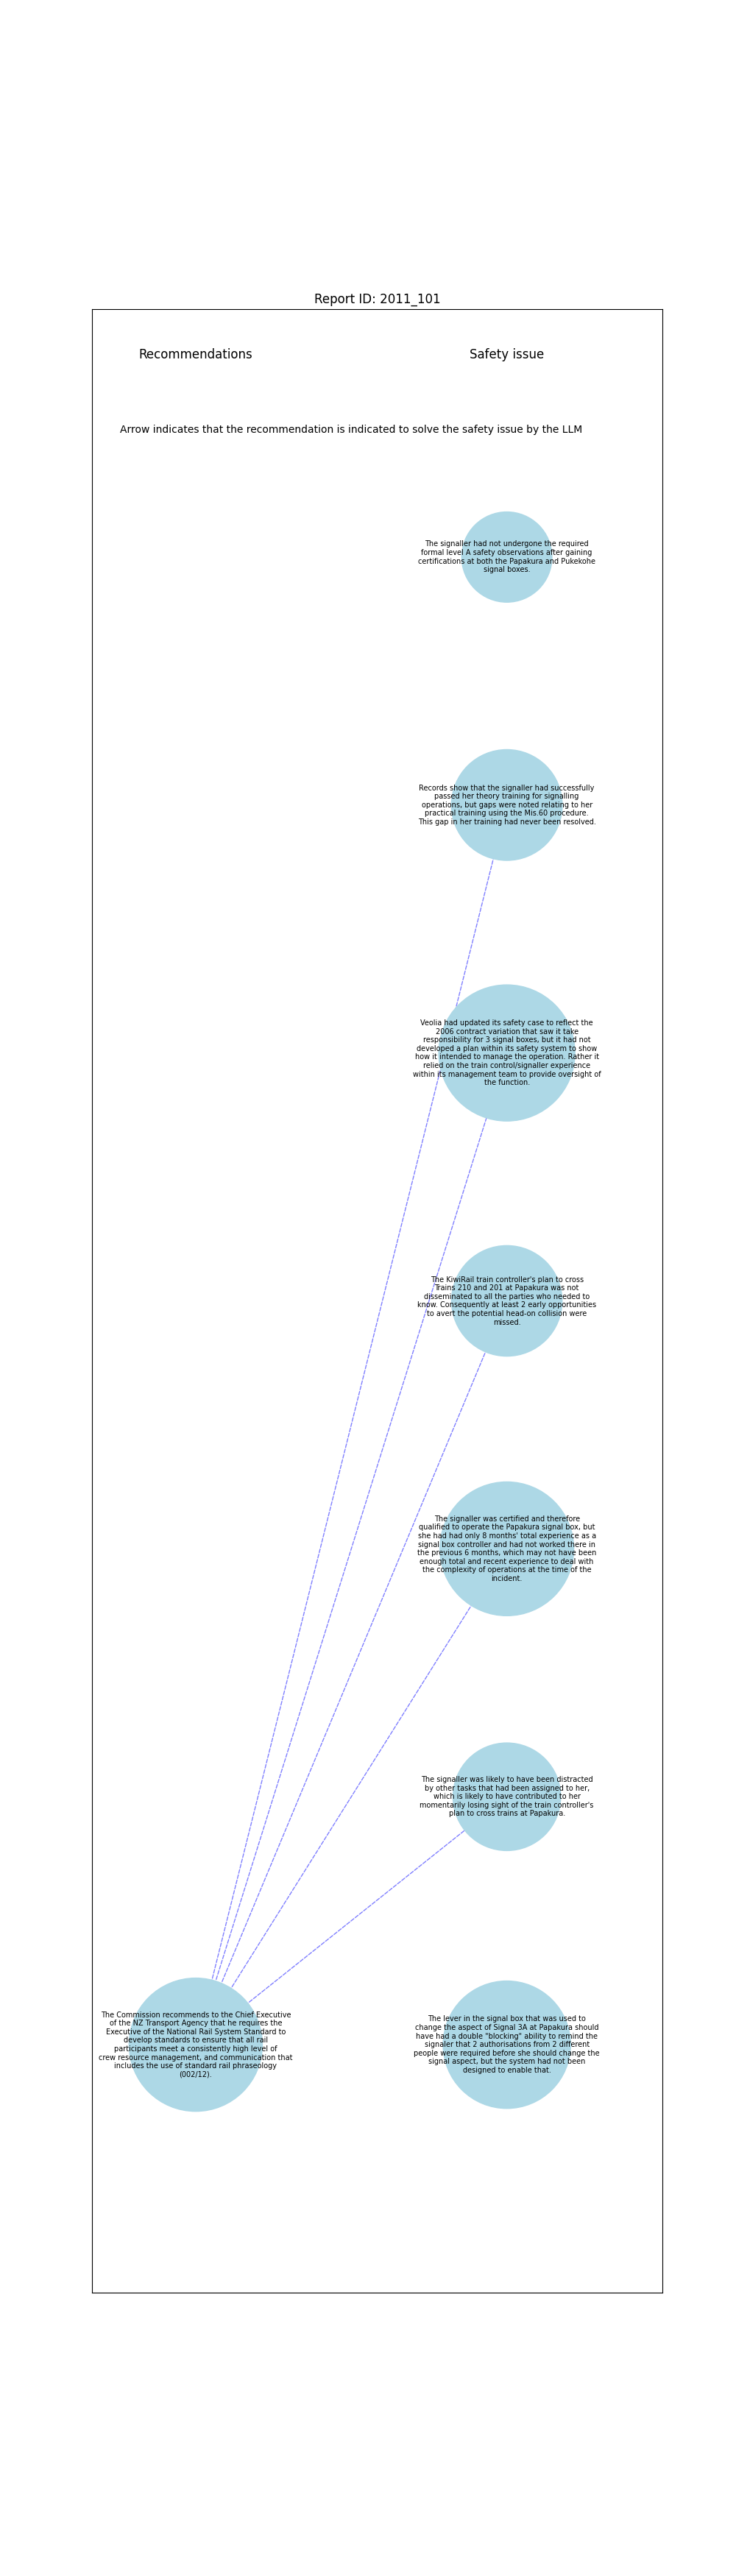 Report ID: 2011_101
Recommendations
Safety issue
Arrow indicates that the recommendation is indicated to solve the safety issue by the LLM
The signaller had not undergone the required
formal level A safety observations after gaining
certifications at both the Papakura and Pukekohe
signal boxes.
Records show that the signaller had successfully
passed her theory training for signalling
operations, but gaps were noted relating to her
practical training using the Mis.60 procedure.
This gap in her training had never been resolved.
Veolia had updated its safety case to reflect the
2006 contract variation that saw it take
responsibility for 3 signal boxes, but it had not
developed a plan within its safety system to show
how it intended to manage the operation. Rather it
relied on the train control/signaller experience
within its management team to provide oversight of
the function.
The KiwiRail train controller's plan to cross
Trains 210 and 201 at Papakura was not
disseminated to all the parties who needed to
know. Consequently at least 2 early opportunities
to avert the potential head-on collision were
missed.
The signaller was certified and therefore
qualified to operate the Papakura signal box, but
she had had only 8 months' total experience as a
signal box controller and had not worked there in
the previous 6 months, which may not have been
enough total and recent experience to deal with
the complexity of operations at the time of the
incident.
The signaller was likely to have been distracted
by other tasks that had been assigned to her,
which is likely to have contributed to her
momentarily losing sight of the train controller's
plan to cross trains at Papakura.
The Commission recommends to the Chief Executive
of the NZ Transport Agency that he requires the
Executive of the National Rail System Standard to
develop standards to ensure that all rail
participants meet a consistently high level of
crew resource management, and communication that
includes the use of standard rail phraseology
(002/12).
The lever in the signal box that was used to
change the aspect of Signal 3A at Papakura should
have had a double "blocking" ability to remind the
signaler that 2 authorisations from 2 different
people were required before she should change the
signal aspect, but the system had not been
designed to enable that.